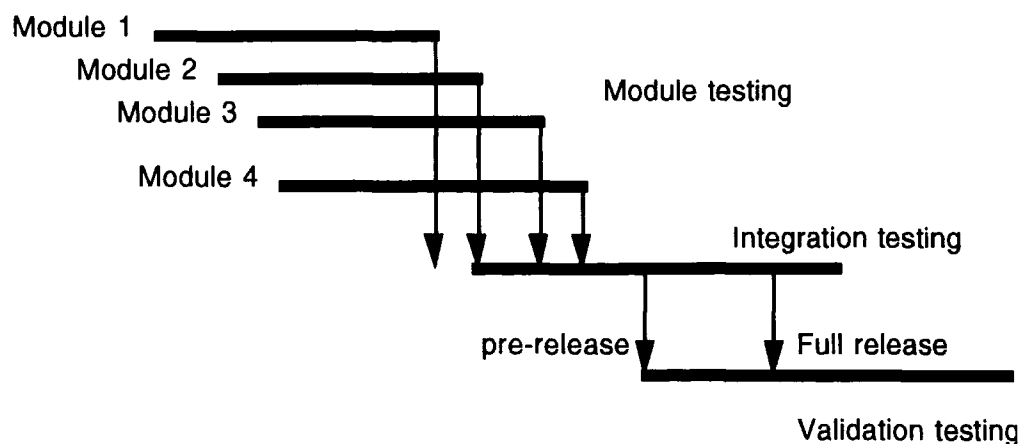 Module 1
Module 2
Module testing
Module 3
Module 4
Integration testing
pre-release
Full release
Validation testing